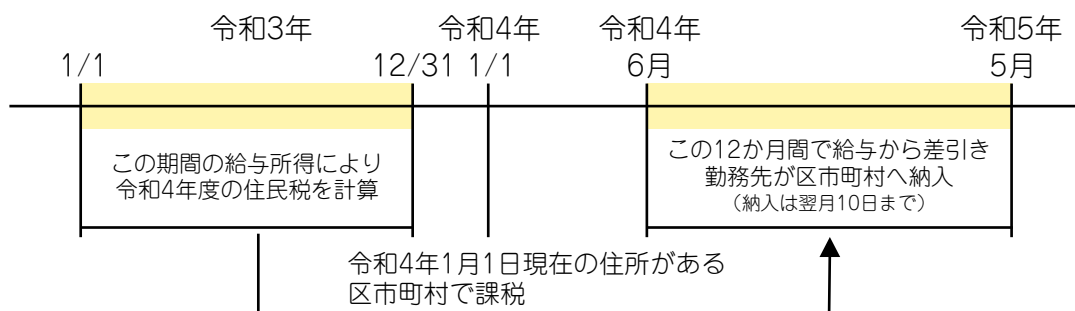 令和3年 令和4年 令和4年 令和5年
1/1 12/31 1/1 6月 5月
この期間の給与所得により
令和4年度の住民税を計算
この12か月間で給与から差引き
勤務先が区市町村へ納入
（納入は翌月10日まで）
令和4年1月1日現在の住所がある
区市町村で課税